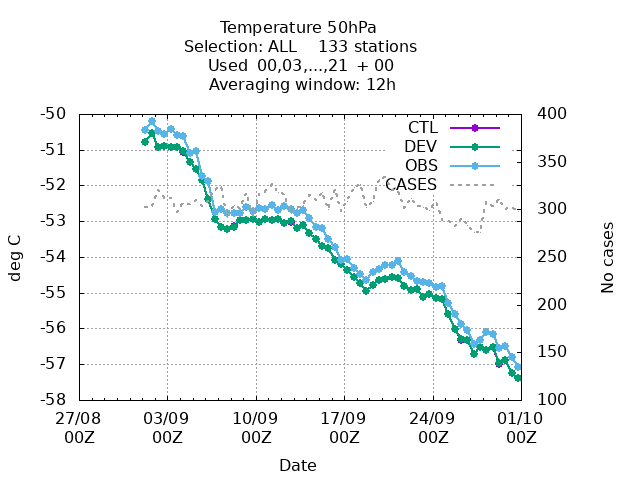 Temperature 50hPa
Selection: ALL    133 stations
Used  00,03,...,21  + 00
Averaging window: 12h
-50
-51
-52
-53
-54
-55
-56
-57
-58
400
350
300
250
200
150
100
CTL
DEV
OBS
CASES
deg C
No cases
27/08 03/09 10/09 17/09 24/09 01/10
00Z 00Z 00Z 00Z 00Z 00Z
Date